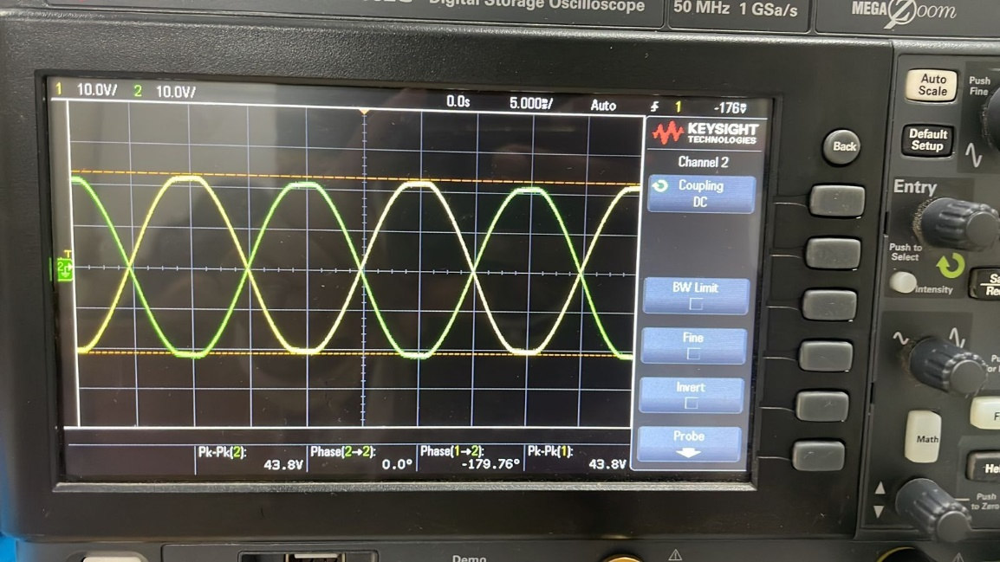 Digital Storage Oscilloscope
50 MHz 1 GSa/s
MEGA Zoom
1 10.0V/ 2 10.0V/ 0.0s 5.000ms/ Auto 1 -176mV
KEYSIGHT
TECHNOLOGIES
Channel 2
Coupling
DC
BW Limit
Fine
Invert
Probe
T
2
Pk-Pk(2): Phase(2→2): Phase(1→2): Pk-Pk(1):
43.8V 0.0° -179.76° 43.8V
Back
Auto
Scale
Push
Fine
Default
Setup
Entry
Push to
Select
Intensity
Math
Push
to Zero
Demo